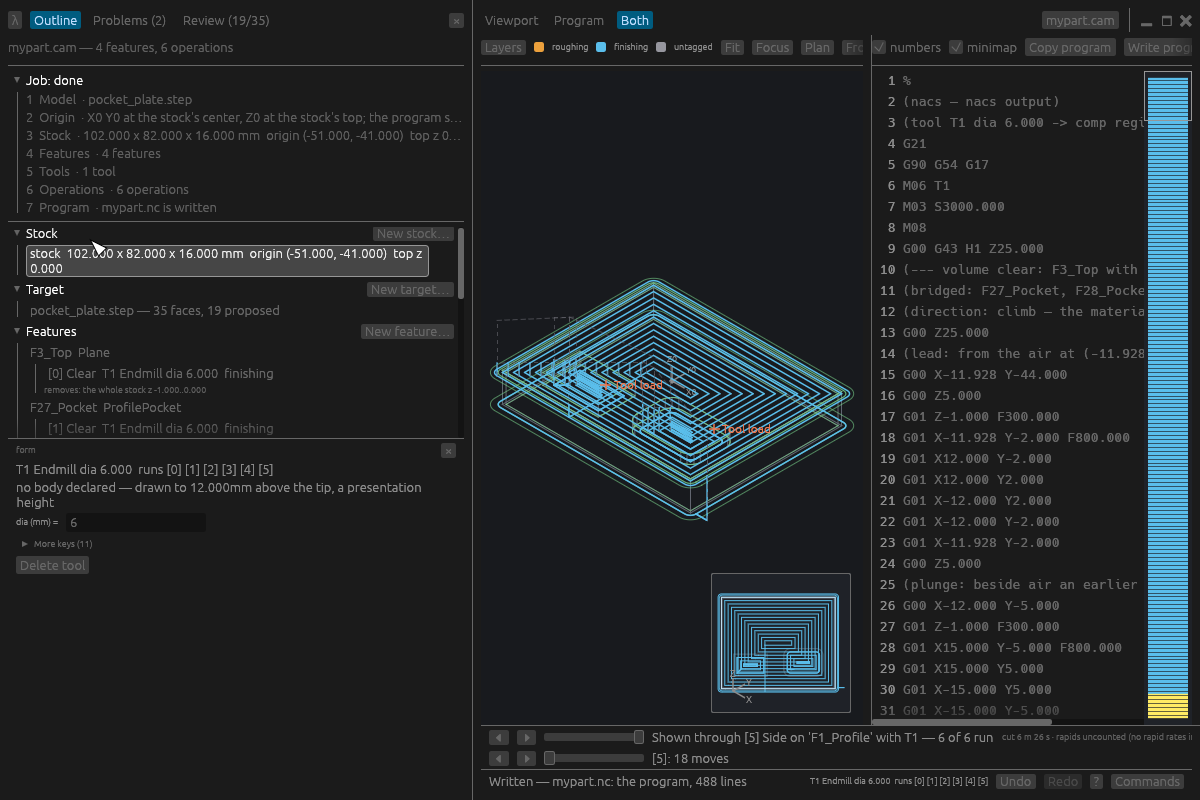 λ Outline Problems (2) Review (19/35) ×
mypart.cam — 4 features, 6 operations
Job: done
1 Model · pocket_plate.step
2 Origin · X0 Y0 at the stock's center, Z0 at the stock's top; the program s…
3 Stock · 102.000 x 82.000 x 16.000 mm origin (-51.000, -41.000) top z 0…
4 Features · 4 features
5 Tools · 1 tool
6 Operations · 6 operations
7 Program · mypart.nc is written
Stock New stock…
stock 102.000 x 82.000 x 16.000 mm origin (-51.000, -41.000) top z
0.000
Target New target…
pocket_plate.step — 35 faces, 19 proposed
Features New feature…
F3_Top Plane
[0] Clear T1 Endmill dia 6.000 finishing
removes: the whole stock z -1.000..0.000
F27_Pocket ProfilePocket
[1] Clear T1 Endmill dia 6.000 finishing
form ×
T1 Endmill dia 6.000 runs [0] [1] [2] [3] [4] [5]
no body declared — drawn to 12.000mm above the tip, a presentation
height
dia (mm) = 6
More keys (11)
Delete tool
Viewport Program Both mypart.cam
Layers roughing finishing untagged Fit Focus Plan Fro
numbers minimap Copy program Write prog
Tool load
Tool load
X
1 %
2 (nacs — nacs output)
3 (tool T1 dia 6.000 -> comp regi
4 G21
5 G90 G54 G17
6 M06 T1
7 M03 S3000.000
8 M08
9 G00 G43 H1 Z25.000
10 (--- volume clear: F3_Top with
11 (bridged: F27_Pocket, F28_Pocke
12 (direction: climb — the materia
13 G00 Z25.000
14 (lead: from the air at (-11.928
15 G00 X-11.928 Y-44.000
16 G00 Z5.000
17 G01 Z-1.000 F300.000
18 G01 X-11.928 Y-2.000 F800.000
19 G01 X12.000 Y-2.000
20 G01 X12.000 Y2.000
21 G01 X-12.000 Y2.000
22 G01 X-12.000 Y-2.000
23 G01 X-11.928 Y-2.000
24 G00 Z5.000
25 (plunge: beside air an earlier
26 G00 X-12.000 Y-5.000
27 G01 Z-1.000 F300.000
28 G01 X15.000 Y-5.000 F800.000
29 G01 X15.000 Y5.000
30 G01 X-15.000 Y5.000
31 G01 X-15.000 Y-5.000
Shown through [5] Side on 'F1_Profile' with T1 — 6 of 6 run cut 6 m 26 s · rapids uncounted (no rapid rates i
[5]: 18 moves
Written — mypart.nc: the program, 488 lines T1 Endmill dia 6.000 runs [0] [1] [2] [3] [4] [5] Undo Redo ? Commands